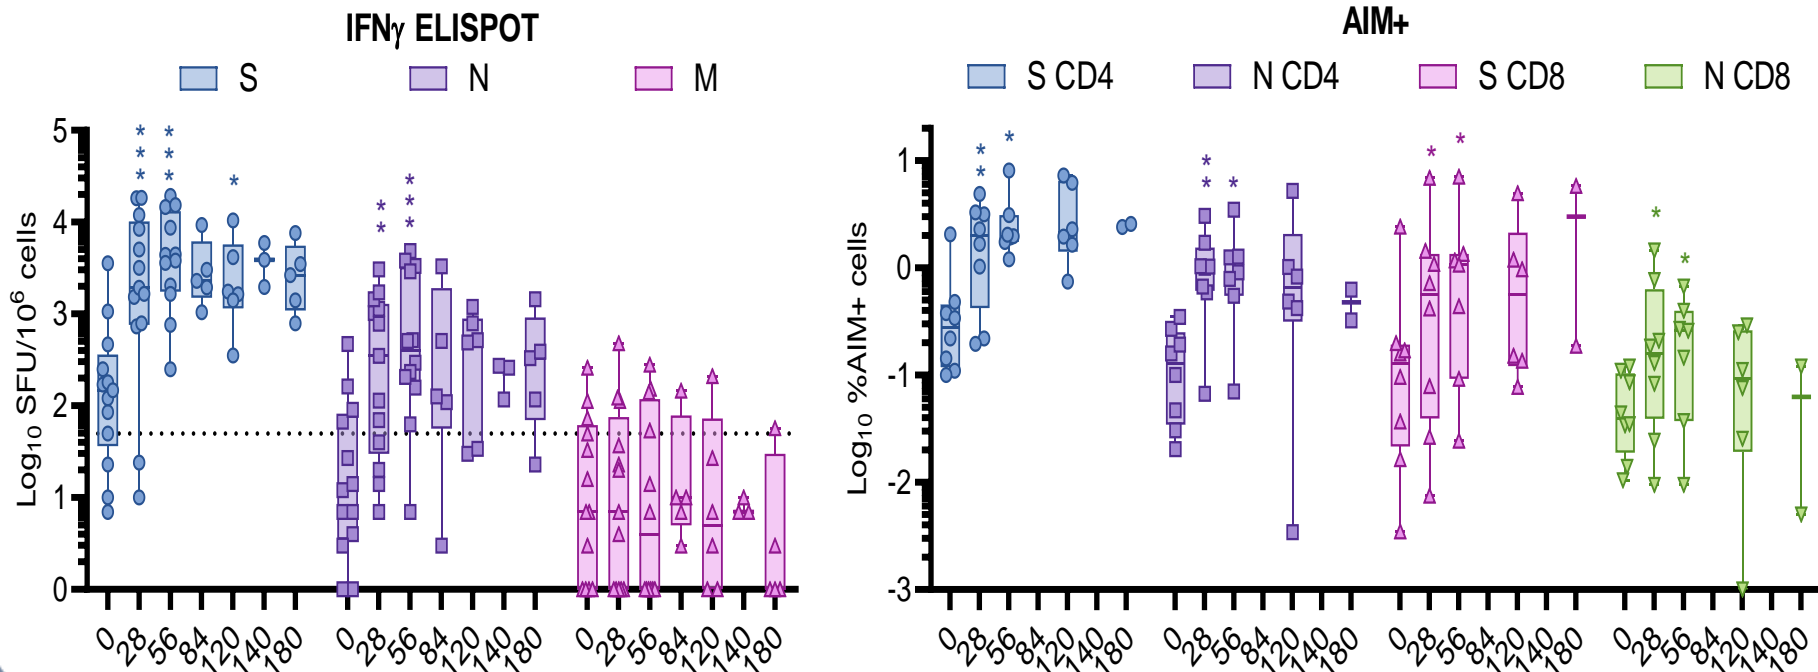 IFNγ ELISPOT
S N M
Log10 SFU/10⁶ cells
5
4
3
2
1
0
*** *** *
** ***
0 28 56 84 120 140 180
0 28 56 84 120 140 180
0 28 56 84 120 140 180
AIM+
S CD4 N CD4 S CD8 N CD8
Log10 %AIM+ cells
1
0
-1
-2
-3
** *
** *
* *
* *
0 28 56 84 120 140 180
0 28 56 84 120 140 180
0 28 56 84 120 140 180
0 28 56 84 120 140 180